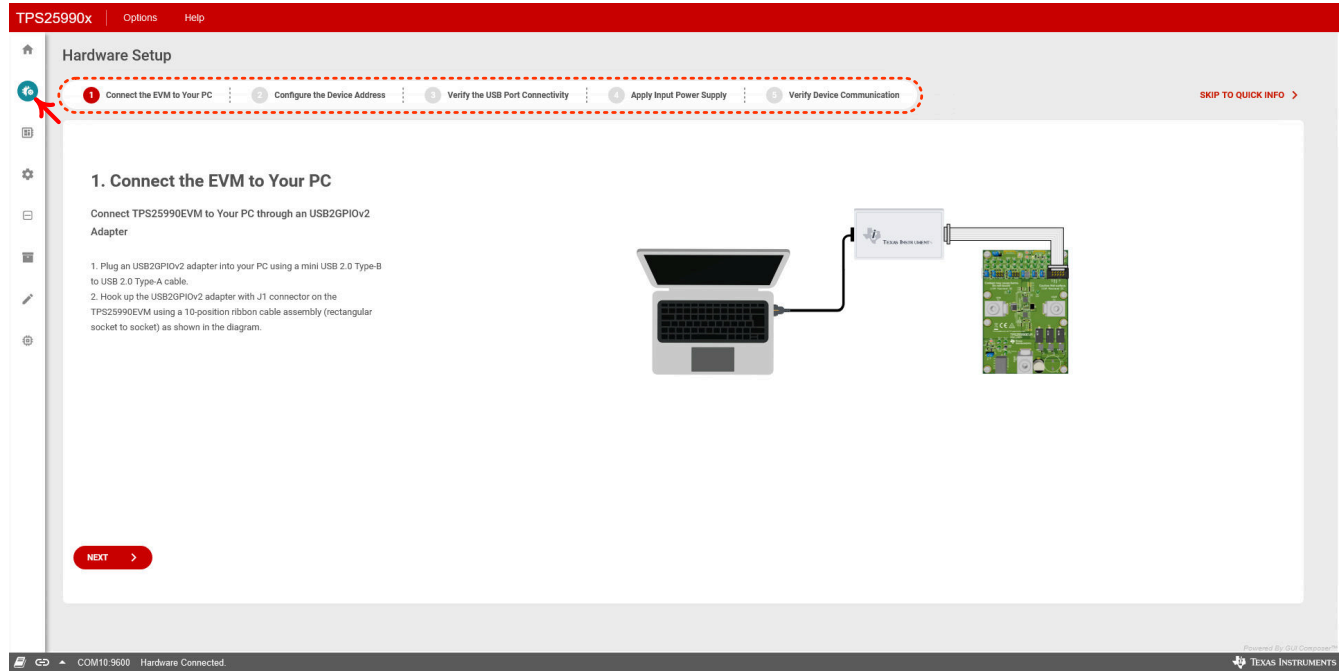 TPS25990x Options Help
Hardware Setup
1 Connect the EVM to Your PC 2 Configure the Device Address 3 Verify the USB Port Connectivity 4 Apply Input Power Supply 5 Verify Device Communication SKIP TO QUICK INFO
1. Connect the EVM to Your PC
Connect TPS25990EVM to Your PC through an USB2GPIOv2
Adapter
1. Plug an USB2GPIOv2 adapter into your PC using a mini USB 2.0 Type-B
to USB 2.0 Type-A cable.
2. Hook up the USB2GPIOv2 adapter with J1 connector on the
TPS25990EVM using a 10-position ribbon cable assembly (rectangular
socket to socket) as shown in the diagram.
TEXAS INSTRUMENTS
NEXT
Powered By GUI Composer
COM10:9600 Hardware Connected.
TEXAS INSTRUMENTS